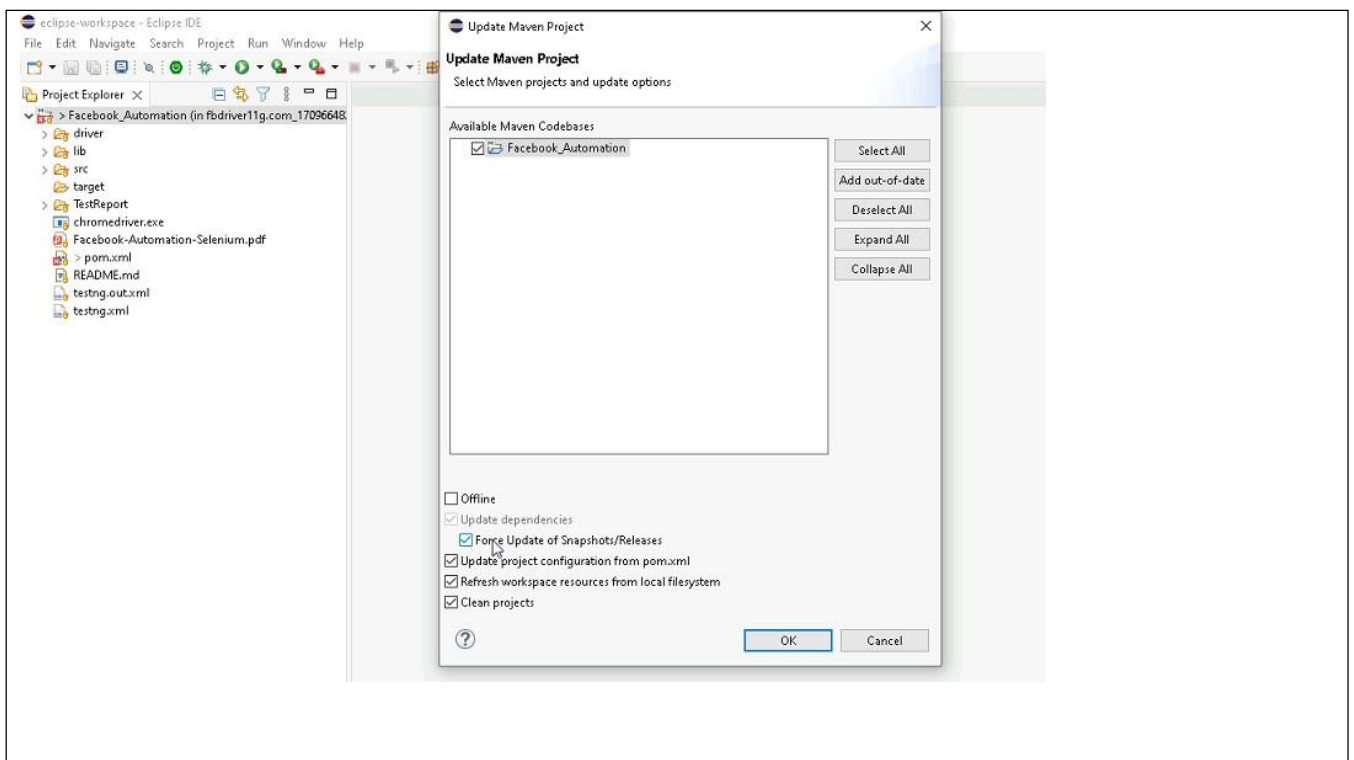 eclipse-workspace - Eclipse IDE
File Edit Navigate Search Project Run Window Help
Project Explorer
> Facebook_Automation (in fbdriver11g.com_17096648
driver
lib
src
target
TestReport
chromedriver.exe
Facebook-Automation-Selenium.pdf
> pom.xml
README.md
testng.out.xml
testng.xml
Update Maven Project
Update Maven Project
Select Maven projects and update options
Available Maven Codebases
Facebook_Automation
Select All
Add out-of-date
Deselect All
Expand All
Collapse All
Offline
Update dependencies
Force Update of Snapshots/Releases
Update project configuration from pom.xml
Refresh workspace resources from local filesystem
Clean projects
OK
Cancel